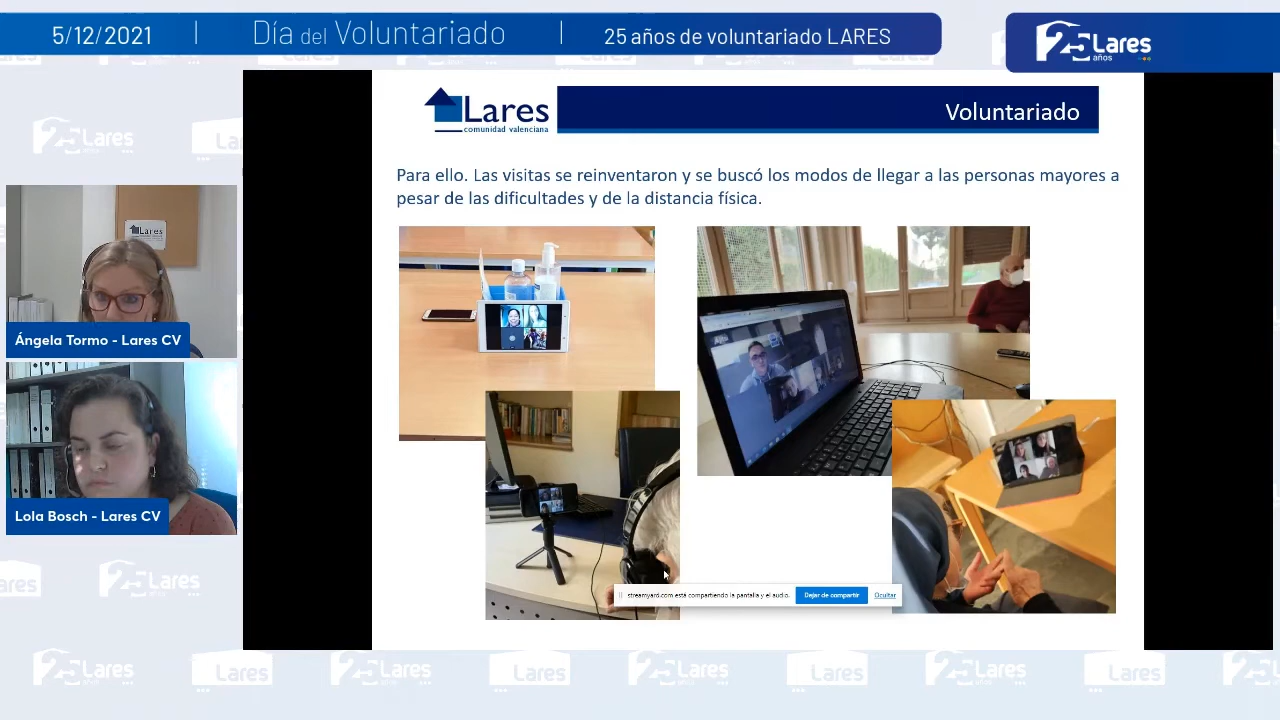 5/12/2021 | Día del Voluntariado | 25 años de voluntariado LARES
25 años Lares
Lares
comunidad valenciana
Voluntariado
Para ello. Las visitas se reinventaron y se buscó los modos de llegar a las personas mayores a
pesar de las dificultades y de la distancia física.
Lares
Ángela Tormo - Lares CV
Lola Bosch - Lares CV
streamyard.com está compartiendo la pantalla y el audio.
Dejar de compartir
Ocultar